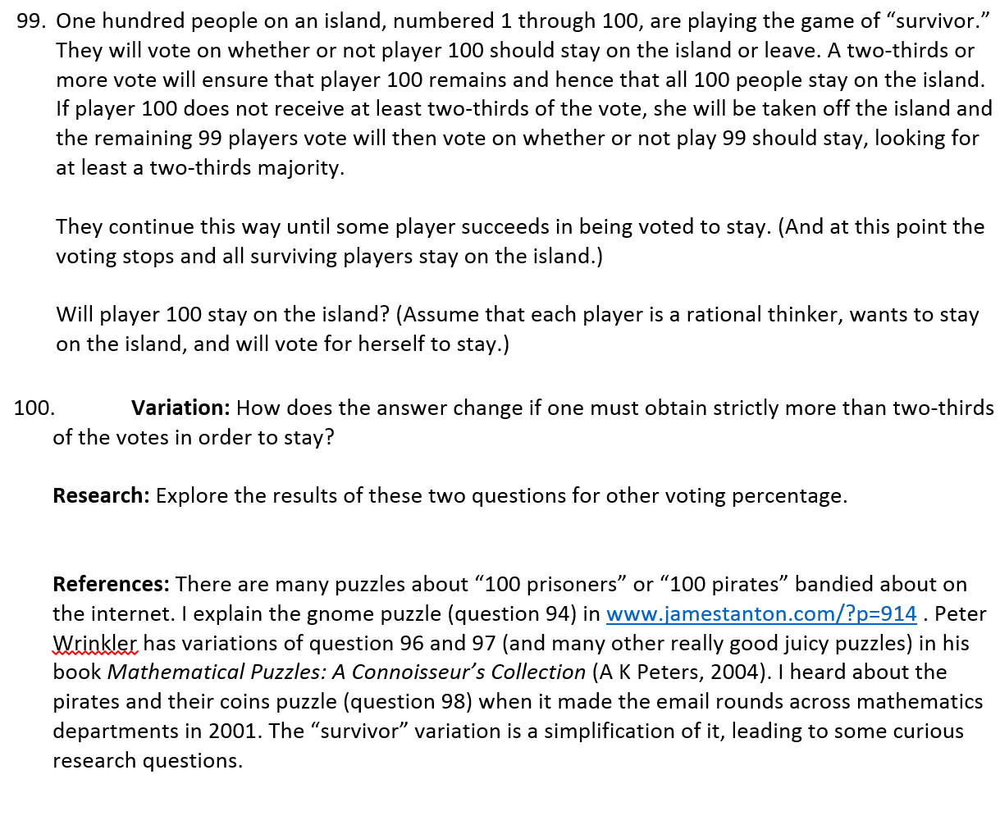 99. One hundred people on an island, numbered 1 through 100, are playing the game of “survivor.”
They will vote on whether or not player 100 should stay on the island or leave. A two-thirds or
more vote will ensure that player 100 remains and hence that all 100 people stay on the island.
If player 100 does not receive at least two-thirds of the vote, she will be taken off the island and
the remaining 99 players vote will then vote on whether or not play 99 should stay, looking for
at least a two-thirds majority.
They continue this way until some player succeeds in being voted to stay. (And at this point the
voting stops and all surviving players stay on the island.)
Will player 100 stay on the island? (Assume that each player is a rational thinker, wants to stay
on the island, and will vote for herself to stay.)
100. Variation: How does the answer change if one must obtain strictly more than two-thirds
of the votes in order to stay?
Research: Explore the results of these two questions for other voting percentage.
References: There are many puzzles about “100 prisoners” or “100 pirates” bandied about on
the internet. I explain the gnome puzzle (question 94) in www.jamestanton.com/?p=914 . Peter
Wrinkler has variations of question 96 and 97 (and many other really good juicy puzzles) in his
book Mathematical Puzzles: A Connoisseur’s Collection (A K Peters, 2004). I heard about the
pirates and their coins puzzle (question 98) when it made the email rounds across mathematics
departments in 2001. The “survivor” variation is a simplification of it, leading to some curious
research questions.